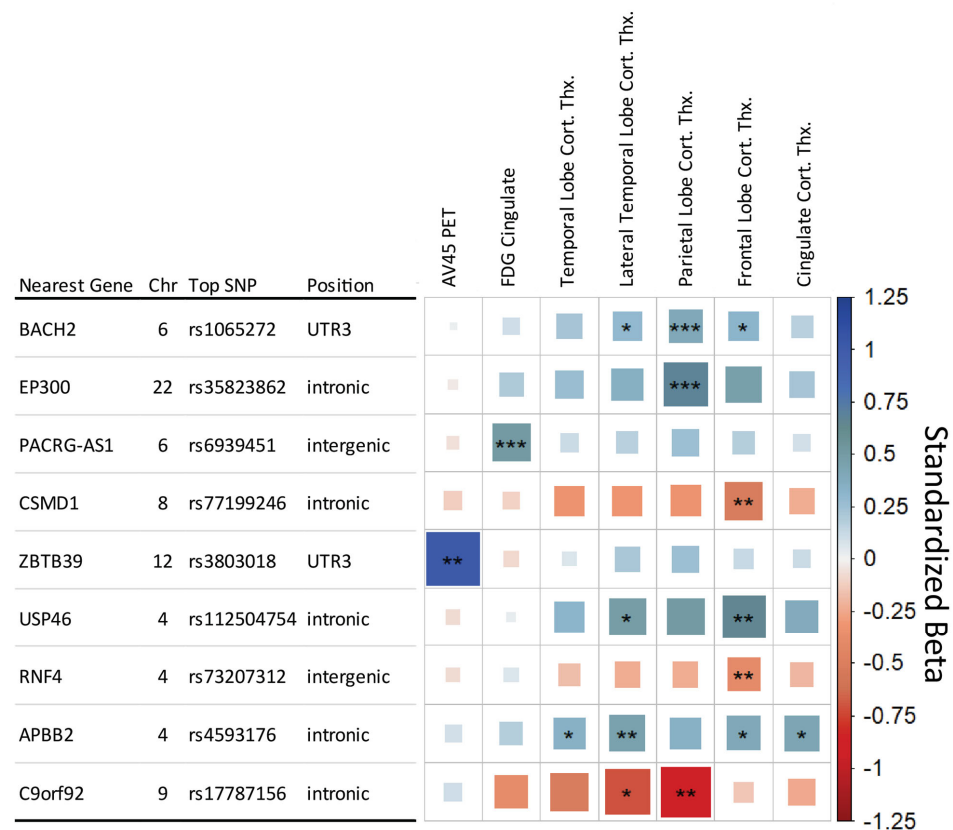 AV45 PET
FDG Cingulate
Temporal Lobe Cort. Thx.
Lateral Temporal Lobe Cort. Thx.
Parietal Lobe Cort. Thx.
Frontal Lobe Cort. Thx.
Cingulate Cort. Thx.
Nearest Gene Chr Top SNP Position
BACH2 6 rs1065272 UTR3 * *** *
EP300 22 rs35823862 intronic ***
PACRG-AS1 6 rs6939451 intergenic ***
CSMD1 8 rs77199246 intronic **
ZBTB39 12 rs3803018 UTR3 **
USP46 4 rs112504754 intronic * **
RNF4 4 rs73207312 intergenic **
APBB2 4 rs4593176 intronic * ** * *
C9orf92 9 rs17787156 intronic * **
1.25
1
0.75
0.5
0.25
0
-0.25
-0.5
-0.75
-1
-1.25
Standardized Beta